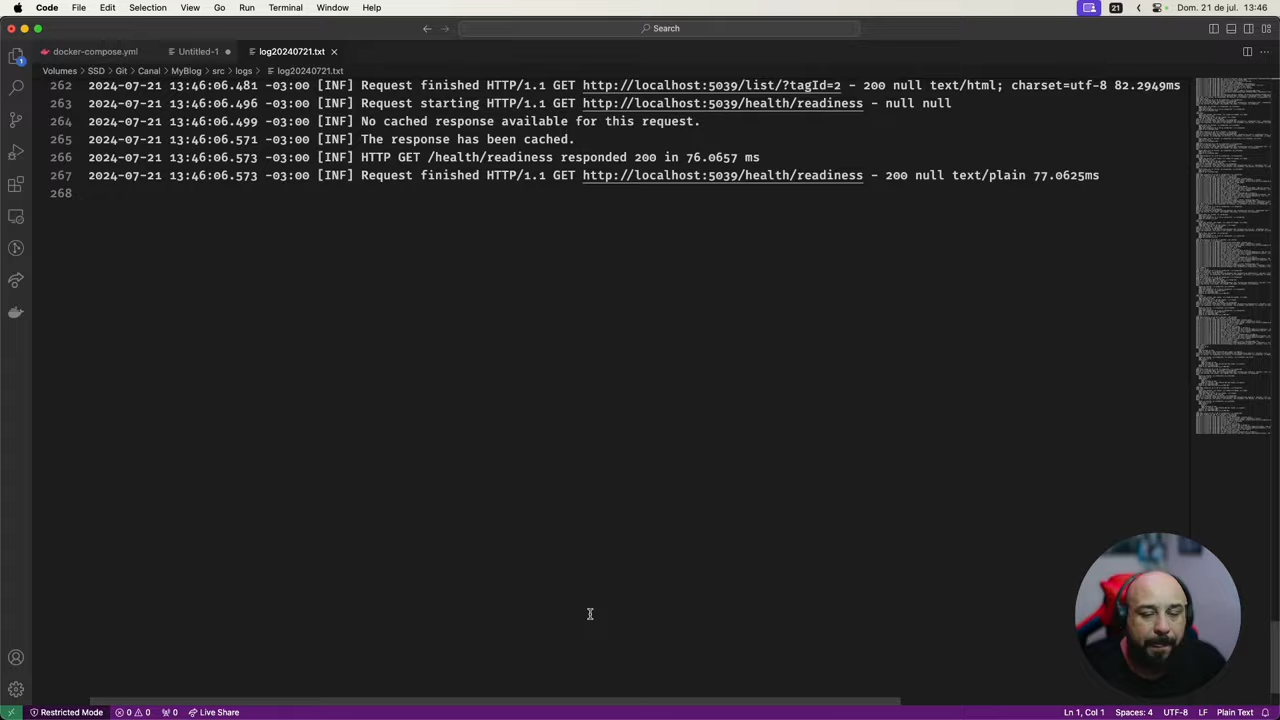 Code File Edit Selection View Go Run Terminal Window Help 21 Dom. 21 de jul. 13:46
Search
docker-compose.yml Untitled-1 log20240721.txt
Volumes > SSD > Git > Canal > MyBlog > src > logs > log20240721.txt
262 2024-07-21 13:46:06.481 -03:00 [INF] Request finished HTTP/1.1 GET http://localhost:5039/list/?tagId=2 - 200 null text/html; charset=utf-8 82.2949ms
263 2024-07-21 13:46:06.496 -03:00 [INF] Request starting HTTP/1.1 GET http://localhost:5039/health/readiness - null null
264 2024-07-21 13:46:06.499 -03:00 [INF] No cached response available for this request.
265 2024-07-21 13:46:06.571 -03:00 [INF] The response has been cached.
266 2024-07-21 13:46:06.573 -03:00 [INF] HTTP GET /health/readiness responded 200 in 76.0657 ms
267 2024-07-21 13:46:06.573 -03:00 [INF] Request finished HTTP/1.1 GET http://localhost:5039/health/readiness - 200 null text/plain 77.0625ms
268
1
Restricted Mode 0 0 0 Live Share Ln 1, Col 1 Spaces: 4 UTF-8 LF Plain Text